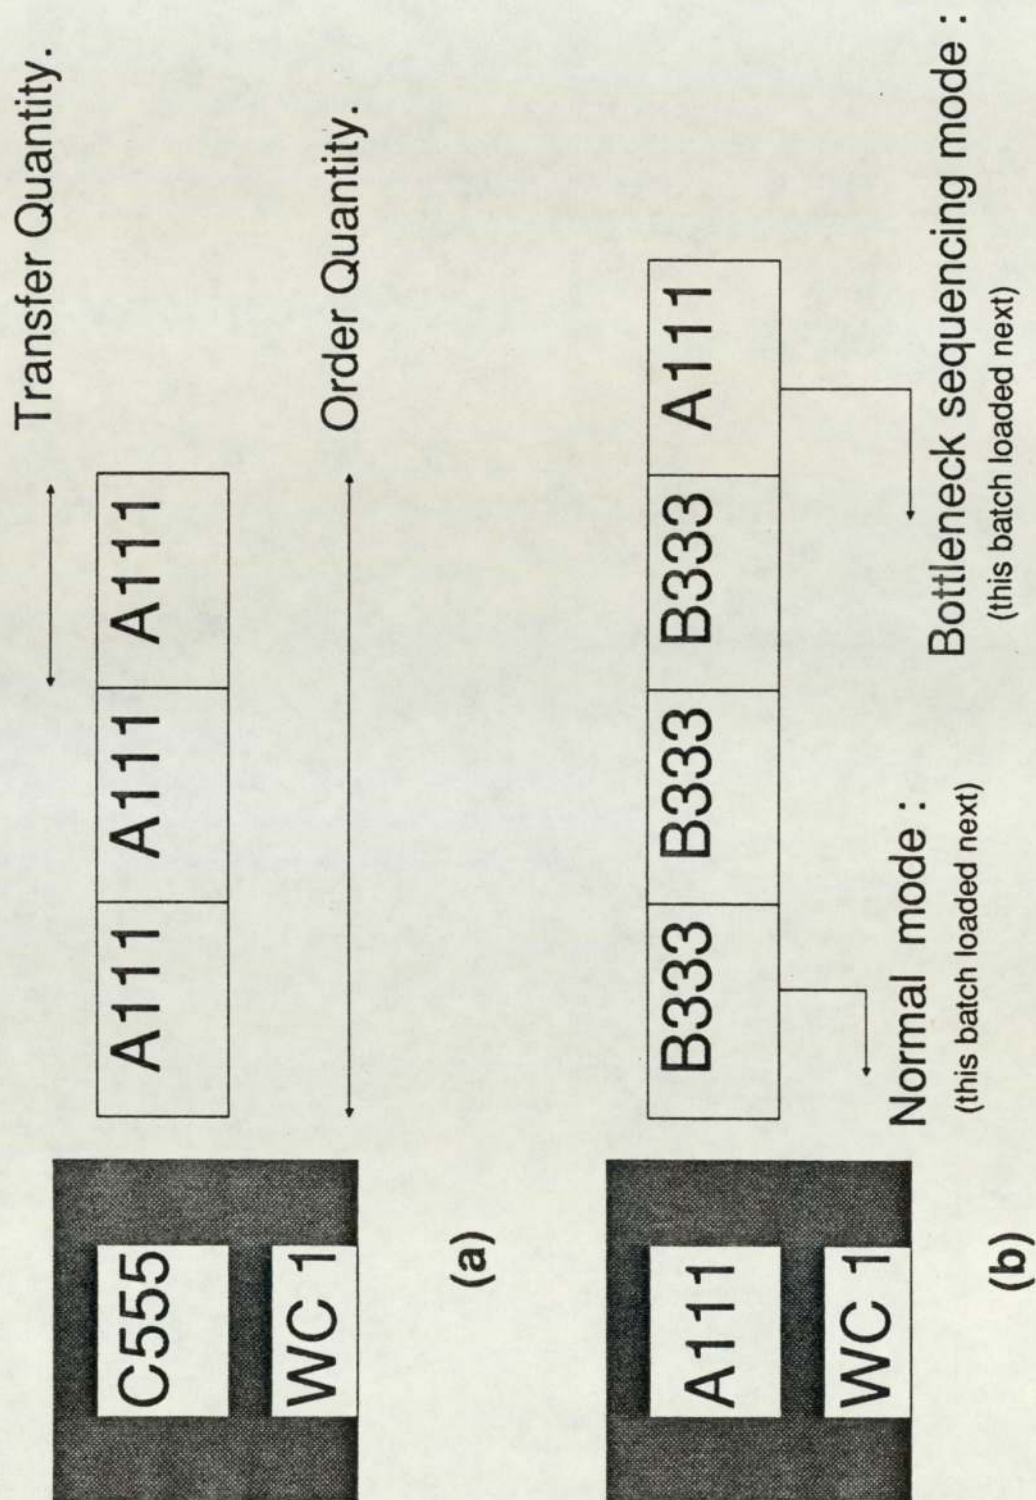 Transfer Quantity.
C555
A111 A111 A111
WC 1
Order Quantity.
(a)
A111
B333 B333 B333 A111
WC 1
Normal mode :
(this batch loaded next)
Bottleneck sequencing mode :
(this batch loaded next)
(b)